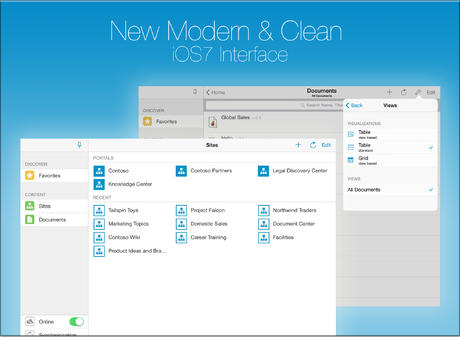 New Modern & Clean
iOS7 Interface
Home
Documents
All Documents
Edit
DISCOVER
Favorites
Search Name, Title
Global Sales
Back
Views
VISUALIZATIONS
Table
view based
Table
standard
Grid
view based
VIEWS
All Documents
Sites
Edit
DISCOVER
Favorites
CONTENT
Sites
Documents
Online
Synchronization
PORTALS
Contoso
Contoso Partners
Legal Discovery Center
Knowledge Center
RECENT
Tailspin Toys
Project Falcon
Northwind Traders
Marketing Topics
Domestic Sales
Document Center
Contoso Wiki
Career Training
Facilities
Product Ideas and Bra...